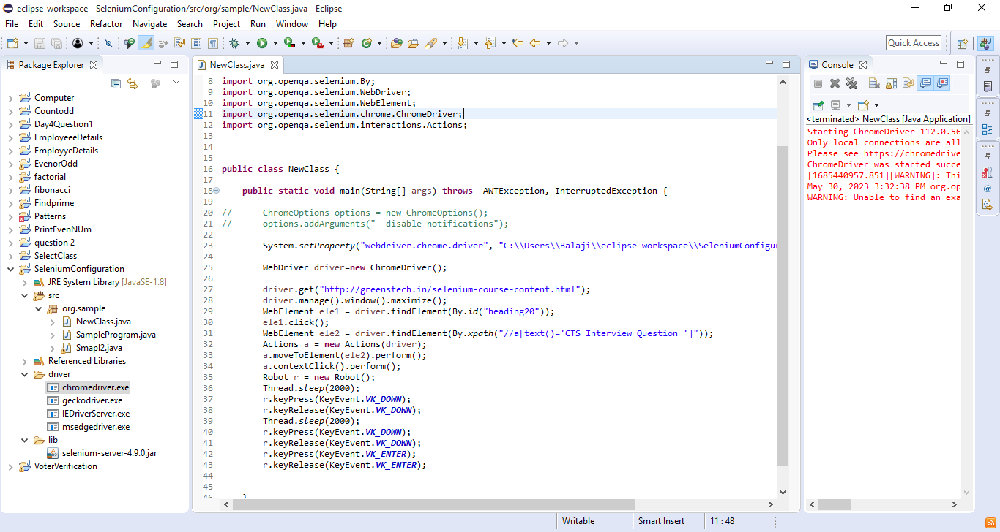 eclipse-workspace - SeleniumConfiguration/src/org/sample/NewClass.java - Eclipse
File Edit Source Refactor Navigate Search Project Run Window Help
Quick Access
Package Explorer
Computer
Countodd
Day4Question1
EmployeeeDetails
EmployyeDetails
EvenorOdd
factorial
fibonacci
Findprime
Patterns
PrintEvenNUm
question 2
SelectClass
SeleniumConfiguration
JRE System Library [JavaSE-1.8]
src
org.sample
NewClass.java
SampleProgram.java
Smapl2.java
Referenced Libraries
driver
chromedriver.exe
geckodriver.exe
IEDriverServer.exe
msedgedriver.exe
lib
selenium-server-4.9.0.jar
VoterVerification
NewClass.java
8 import org.openqa.selenium.By;
9 import org.openqa.selenium.WebDriver;
10 import org.openqa.selenium.WebElement;
11 import org.openqa.selenium.chrome.ChromeDriver;
12 import org.openqa.selenium.interactions.Actions;
13
14
15
16 public class NewClass {
17
18 public static void main(String[] args) throws  AWTException, InterruptedException {
19
20 //      ChromeOptions options = new ChromeOptions();
21 //      options.addArguments("--disable-notifications");
22
23 System.setProperty("webdriver.chrome.driver", "C:\\Users\\Balaji\\eclipse-workspace\\SeleniumConfigu
24
25 WebDriver driver=new ChromeDriver();
26
27 driver.get("http://greenstech.in/selenium-course-content.html");
28 driver.manage().window().maximize();
29 WebElement ele1 = driver.findElement(By.id("heading20"));
30 ele1.click();
31 WebElement ele2 = driver.findElement(By.xpath("//a[text()='CTS Interview Question ']"));
32 Actions a = new Actions(driver);
33 a.moveToElement(ele2).perform();
34 a.contextClick().perform();
35 Robot r = new Robot();
36 Thread.sleep(2000);
37 r.keyPress(KeyEvent.VK_DOWN);
38 r.keyRelease(KeyEvent.VK_DOWN);
39 Thread.sleep(2000);
40 r.keyPress(KeyEvent.VK_DOWN);
41 r.keyRelease(KeyEvent.VK_DOWN);
42 r.keyPress(KeyEvent.VK_ENTER);
43 r.keyRelease(KeyEvent.VK_ENTER);
44
45
46 }
Console
<terminated> NewClass [Java Application]
Starting ChromeDriver 112.0.56
Only local connections are all
Please see https://chromedrive
ChromeDriver was started succe
[1685440957.851][WARNING]: Thi
May 30, 2023 3:32:38 PM org.op
WARNING: Unable to find an exa
Writable
Smart Insert
11 : 48